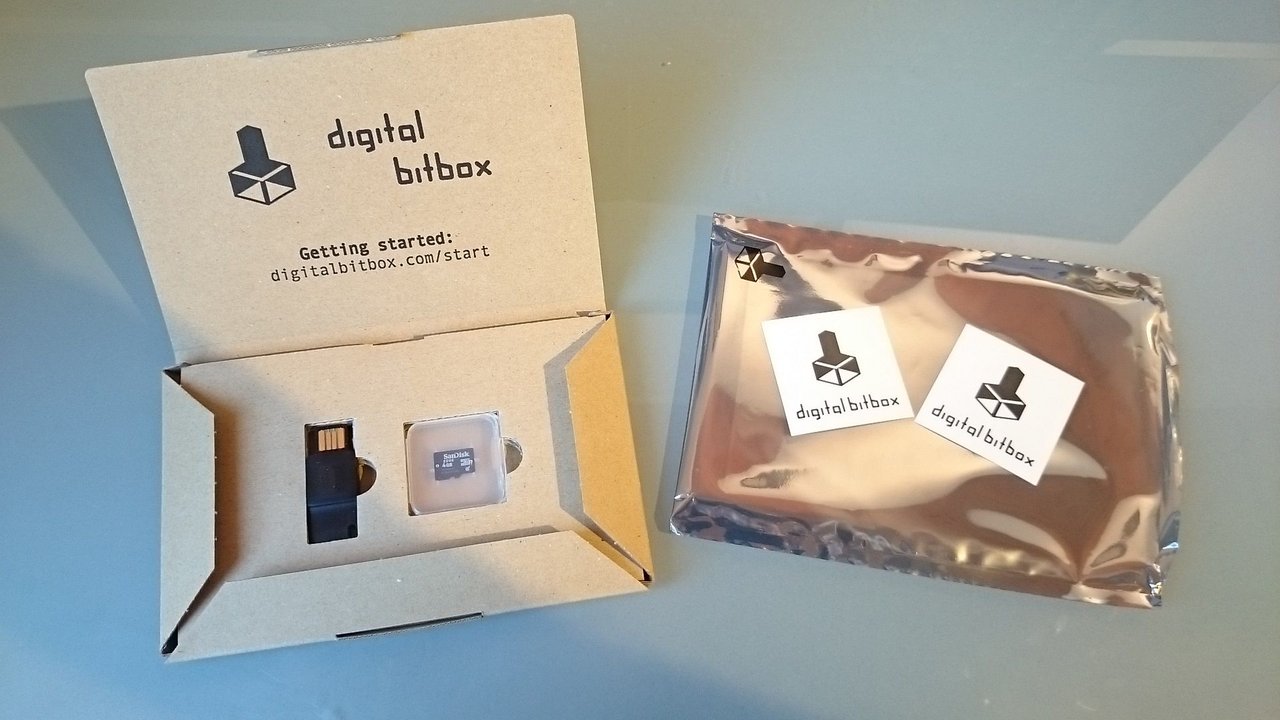 digital
bitbox
Getting started:
digitalbitbox.com/start
SanDisk
4GB
digital bitbox
digital bitbox